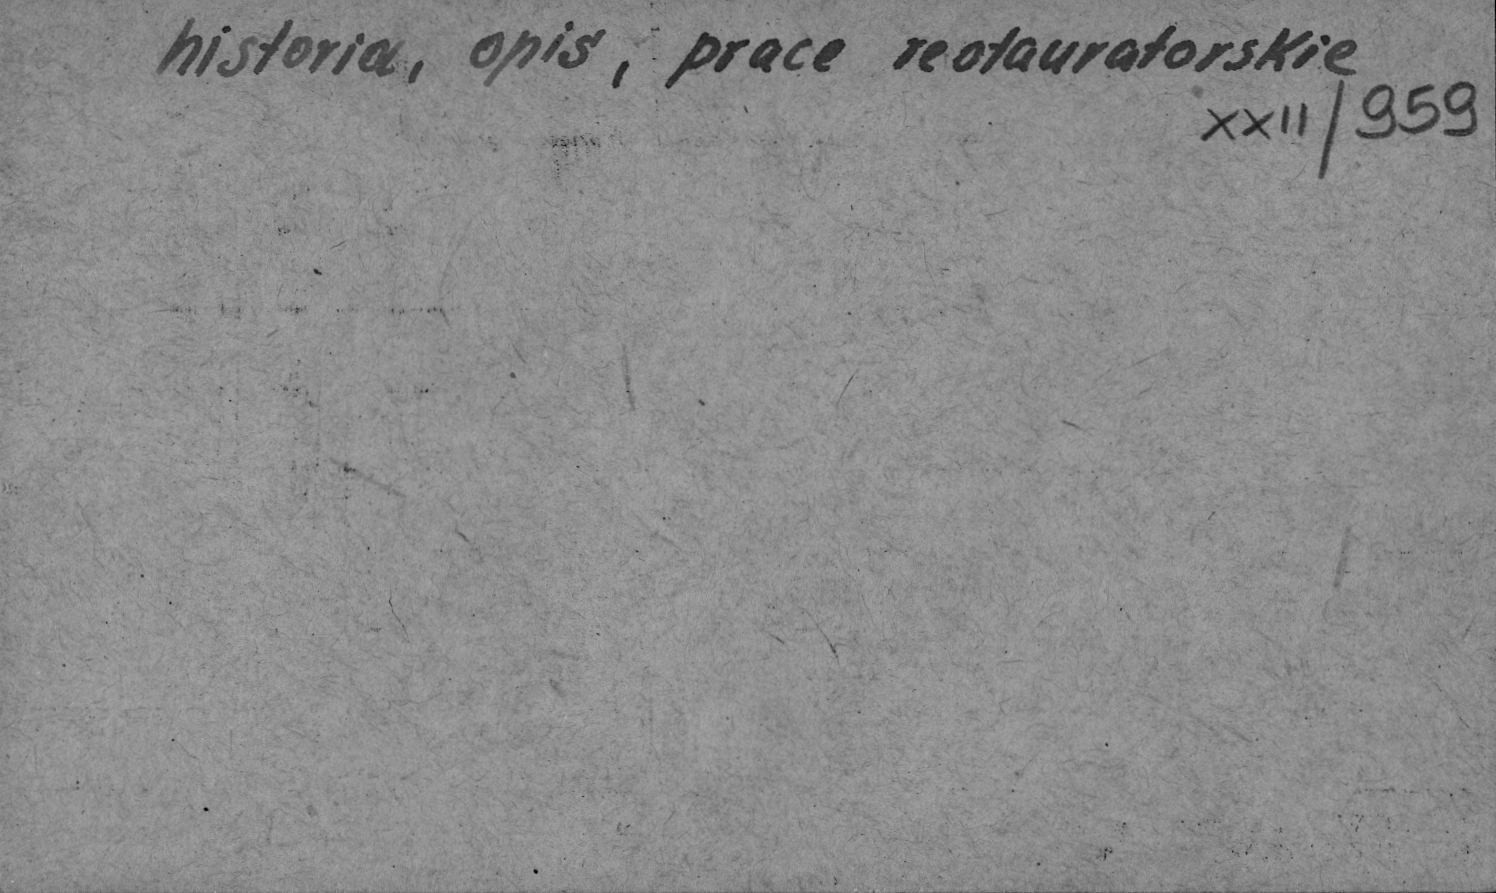 historia, opis, prace restauratorskie
XXII/959